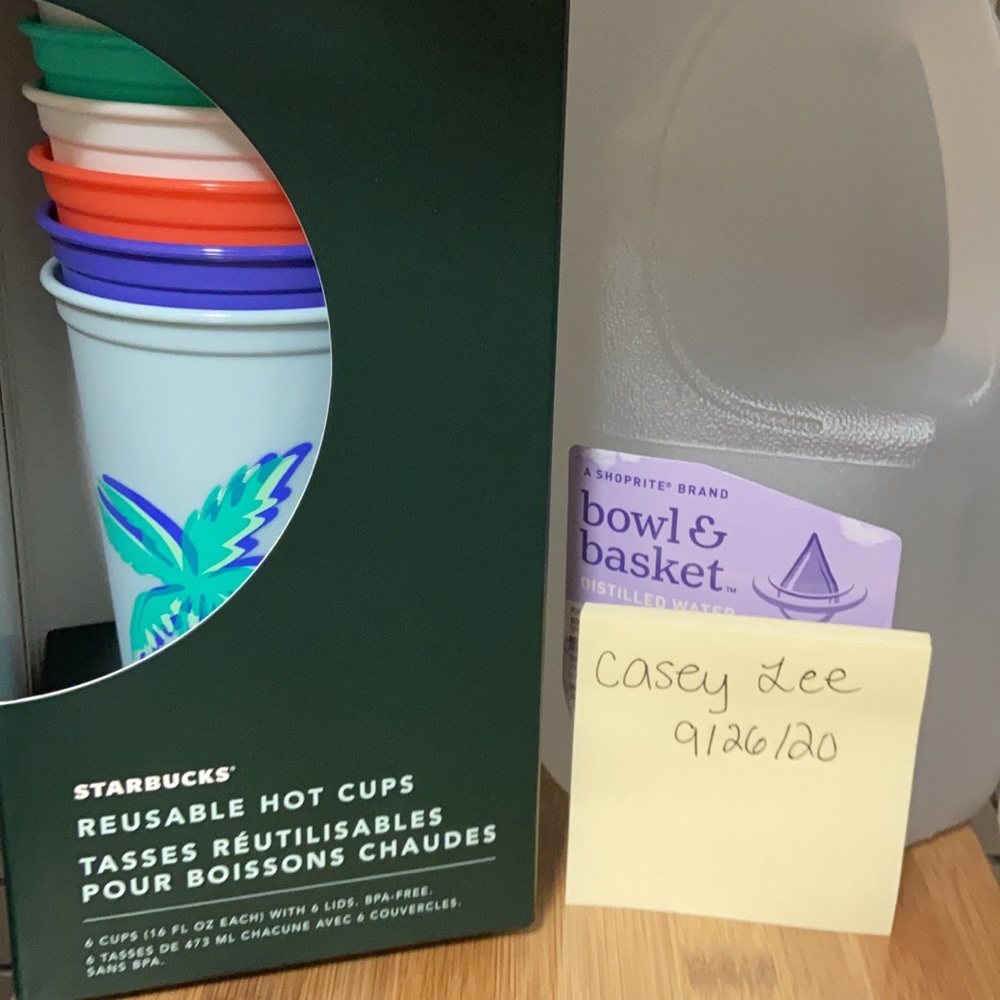 STARBUCKS®
REUSABLE HOT CUPS
TASSES RÉUTILISABLES
POUR BOISSONS CHAUDES
6 CUPS (16 FL OZ EACH) WITH 6 LIDS. BPA-FREE.
6 TASSES DE 473 ML CHACUNE AVEC 6 COUVERCLES.
SANS BPA.
A SHOPRITE® BRAND
bowl &
basket™
DISTILLED WATER
Casey Lee
9/26/20